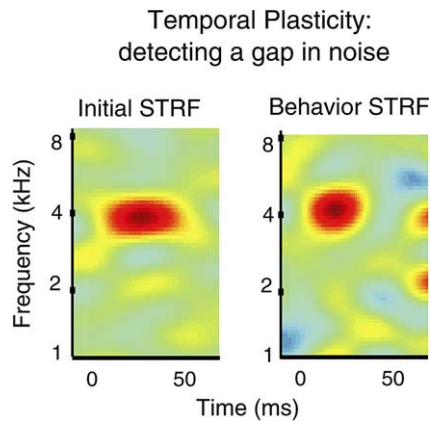 Temporal Plasticity:
detecting a gap in noise
Initial STRF
Behavior STRF
Frequency (kHz)
8
4
2
1
8
4
2
1
0 50
0 50
Time (ms)